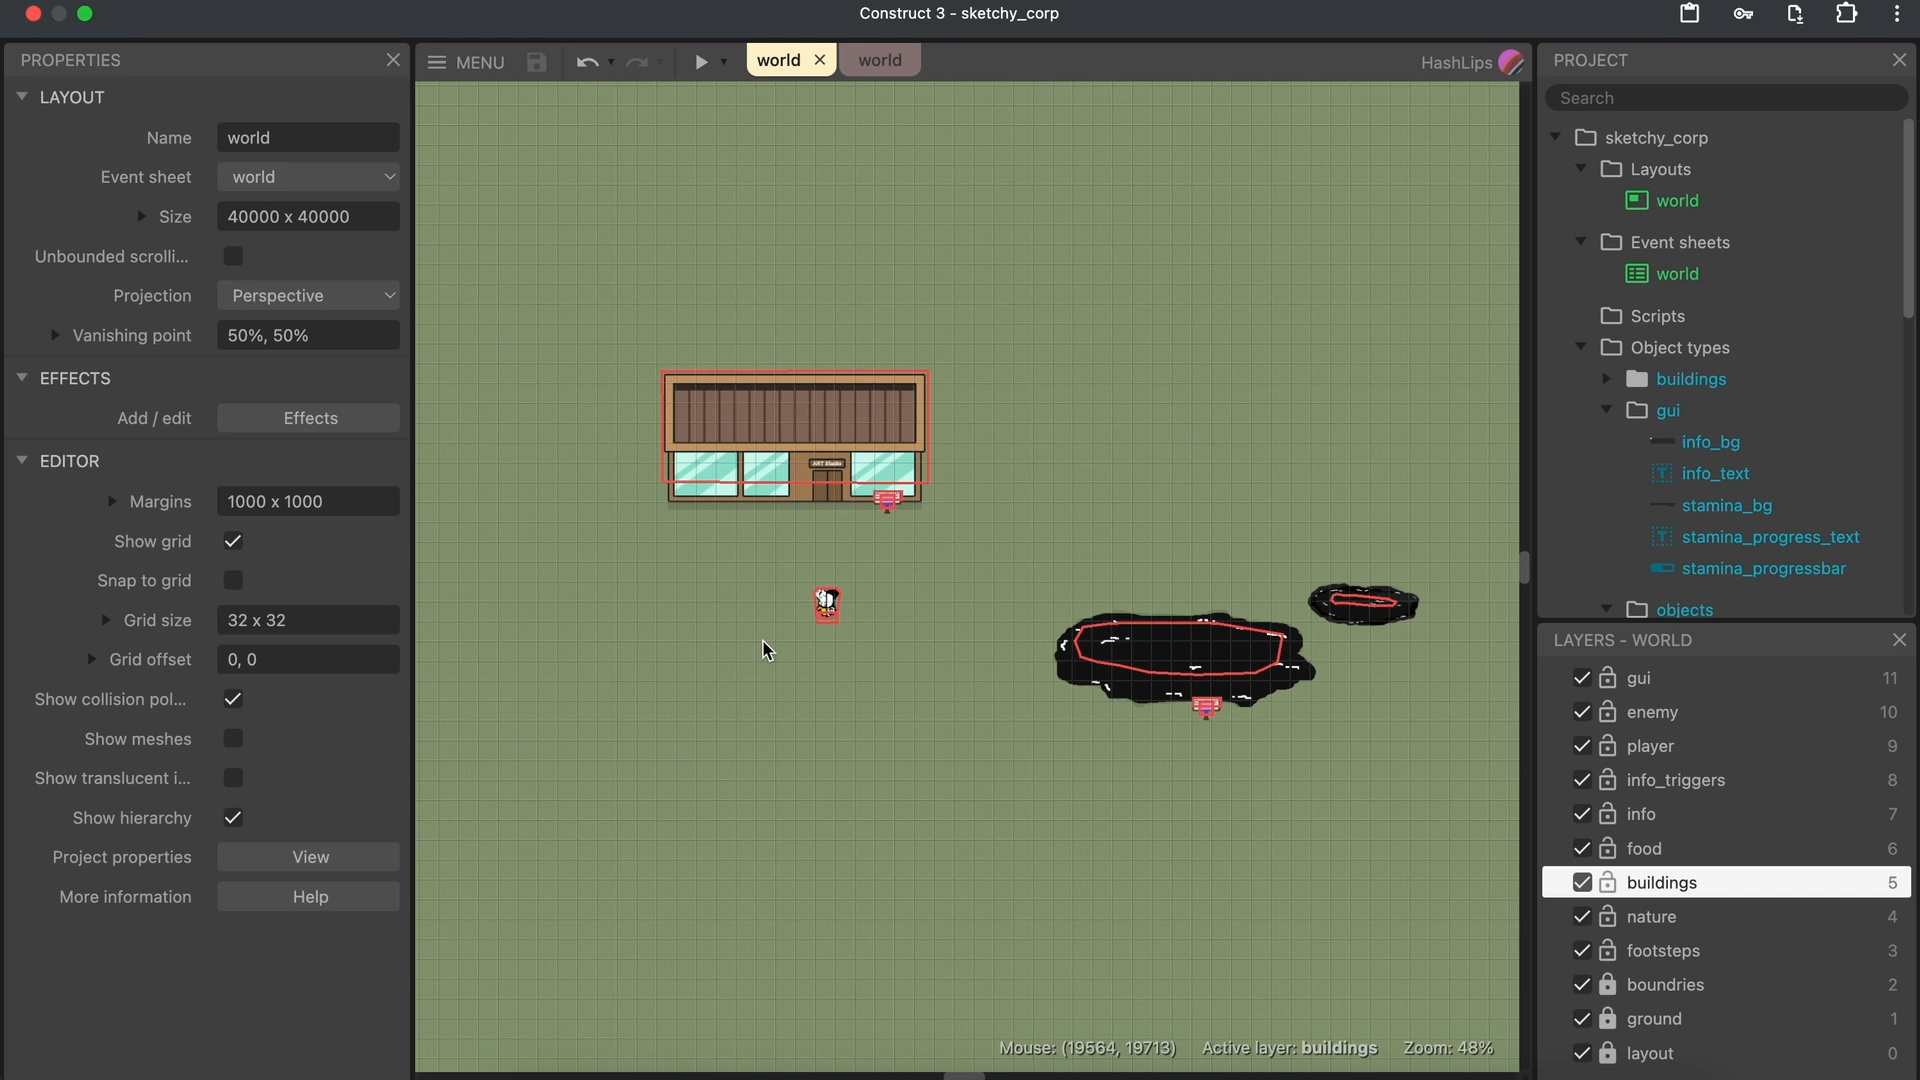 Construct 3 - sketchy_corp
PROPERTIES
LAYOUT
Name world
Event sheet world
Size 40000 x 40000
Unbounded scrolli...
Projection Perspective
Vanishing point 50%, 50%
EFFECTS
Add / edit Effects
EDITOR
Margins 1000 x 1000
Show grid
Snap to grid
Grid size 32 x 32
Grid offset 0, 0
Show collision pol...
Show meshes
Show translucent i...
Show hierarchy
Project properties View
More information Help
MENU
world
world
HashLips
ART Studio
Mouse: (19564, 19713) Active layer: buildings Zoom: 48%
PROJECT
Search
sketchy_corp
Layouts
world
Event sheets
world
Scripts
Object types
buildings
gui
info_bg
info_text
stamina_bg
stamina_progress_text
stamina_progressbar
objects
LAYERS - WORLD
gui 11
enemy 10
player 9
info_triggers 8
info 7
food 6
buildings 5
nature 4
footsteps 3
boundries 2
ground 1
layout 0